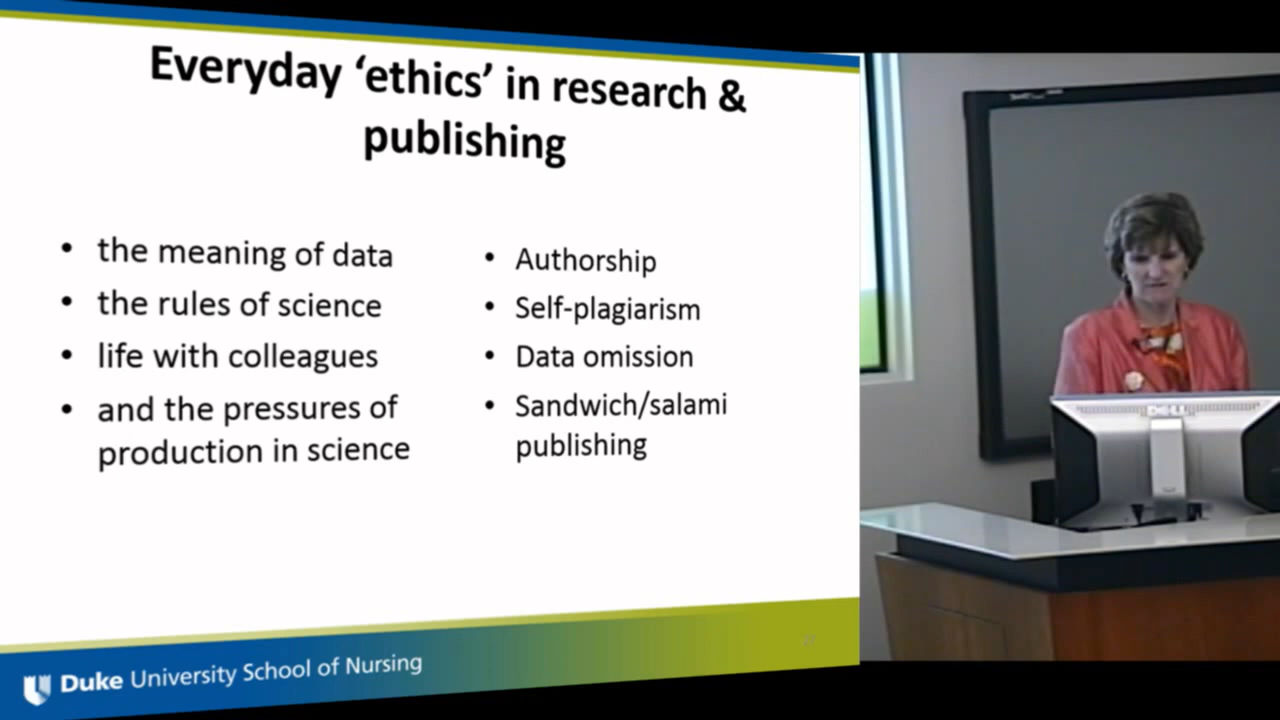 Everyday ‘ethics’ in research &
publishing
• the meaning of data
• the rules of science
• life with colleagues
• and the pressures of
production in science
• Authorship
• Self-plagiarism
• Data omission
• Sandwich/salami
publishing
Duke University School of Nursing
DELL